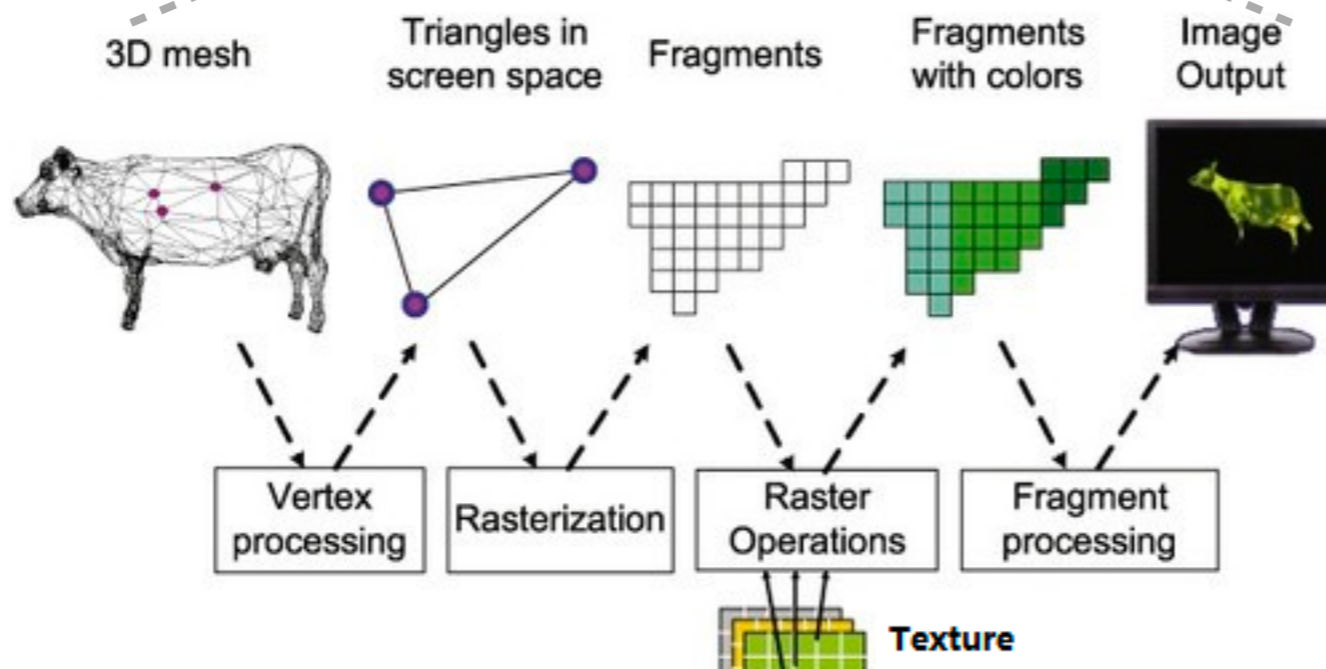 3D mesh
Triangles in
screen space
Fragments
Fragments
with colors
Image
Output
Vertex
processing
Rasterization
Raster
Operations
Fragment
processing
Texture